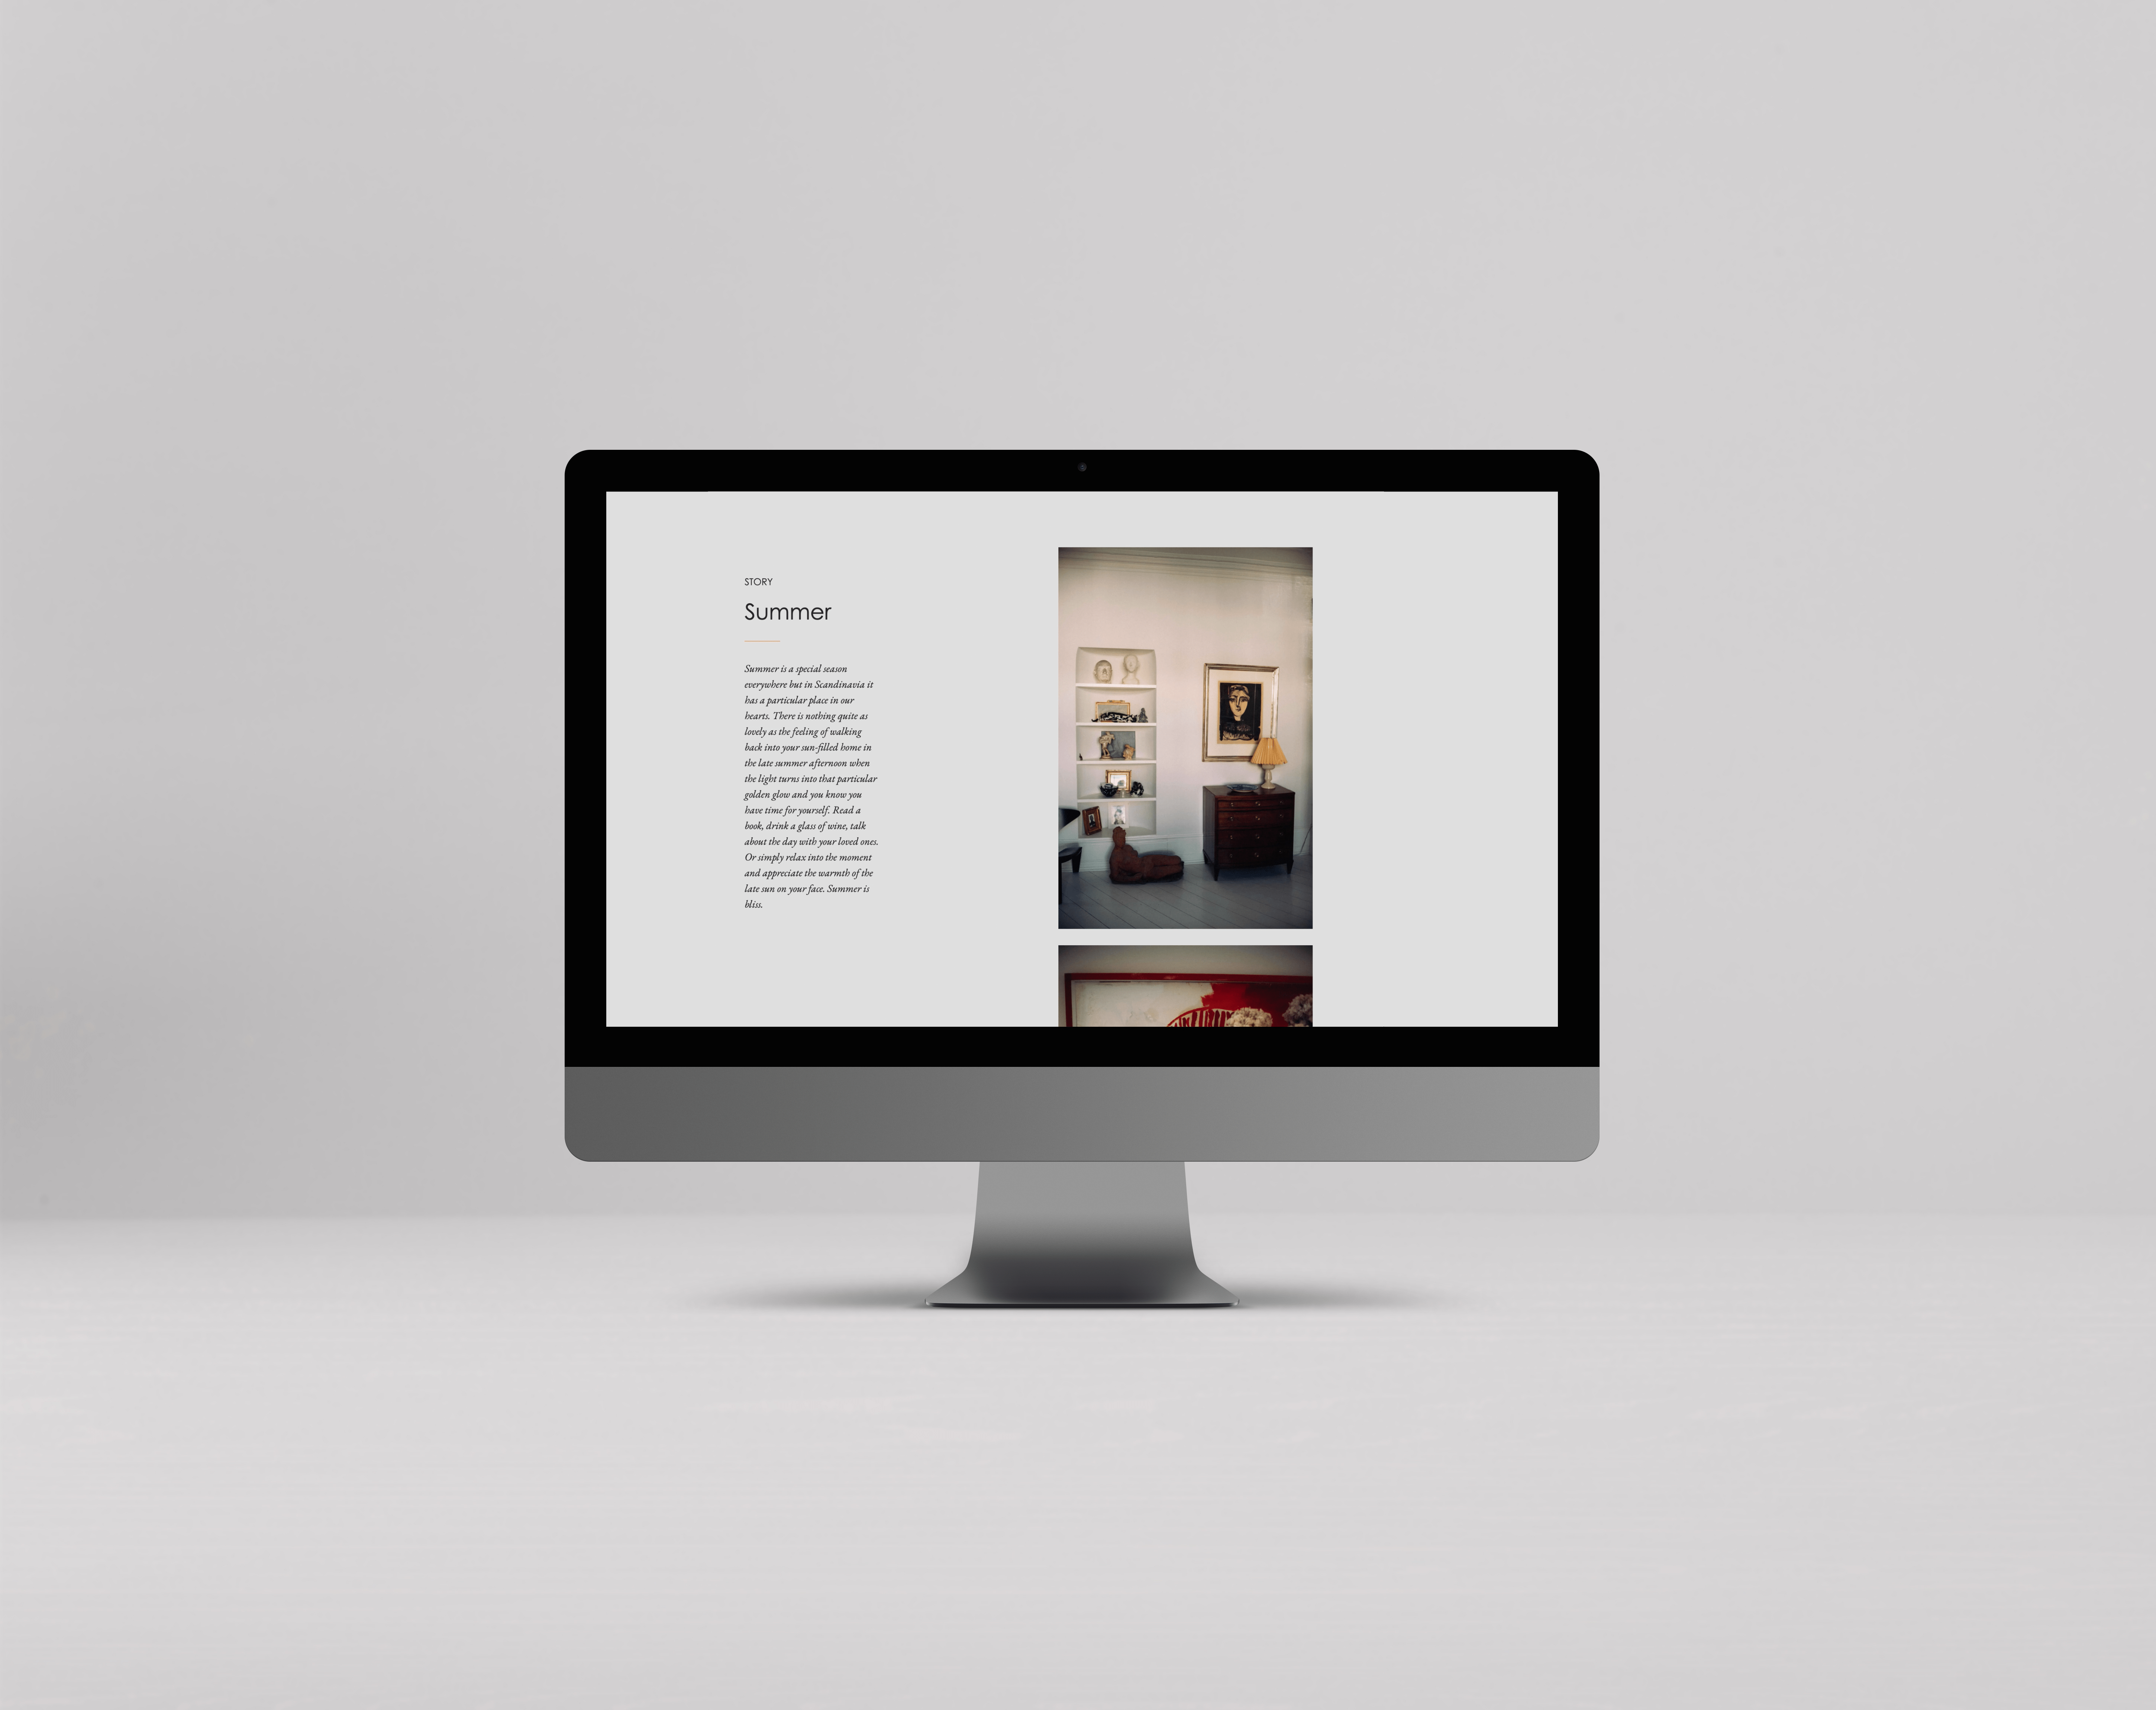 STORY
Summer
Summer is a special season
everywhere but in Scandinavia it
has a particular place in our
hearts. There is nothing quite as
lovely as the feeling of walking
back into your sun-filled home in
the late summer afternoon when
the light turns into that particular
golden glow and you know you
have time for yourself. Read a
book, drink a glass of wine, talk
about the day with your loved ones.
Or simply relax into the moment
and appreciate the warmth of the
late sun on your face. Summer is
bliss.